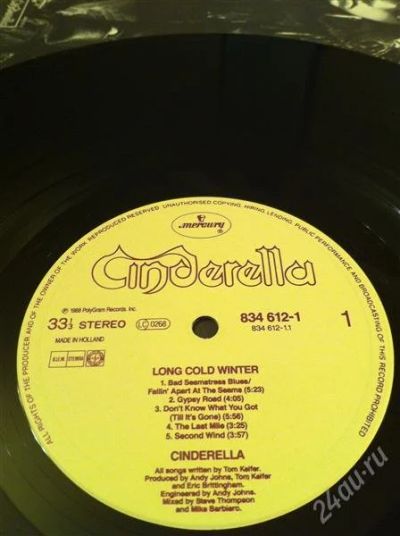 ALL RIGHTS OF THE PRODUCER AND OF THE OWNER OF THE WORK REPRODUCED RESERVED UNAUTHORISED COPYING, HIRING, LENDING, PUBLIC PERFORMANCE AND BROADCASTING OF THIS RECORD PROHIBITED
mercury
®
Cinderella
℗ 1988 PolyGram Records, Inc.
33⅓ STEREO
LC 0268
834 612-1
834 612-1.1
1
MADE IN HOLLAND
B.I.E.M. STEMRA
LONG COLD WINTER
1. Bad Seamstress Blues/
Fallin' Apart At The Seams (5:23)
2. Gypsy Road (4:05)
3. Don't Know What You Got
(Till It's Gone) (5:56)
4. The Last Mile (3:51)
5. Second Wind (3:57)
CINDERELLA
All songs written by Tom Keifer.
Produced by Andy Johns, Tom Keifer
and Eric Brittingham.
Engineered by Andy Johns.
Mixed by Steve Thompson
and Mike Barbiero.
24au.ru